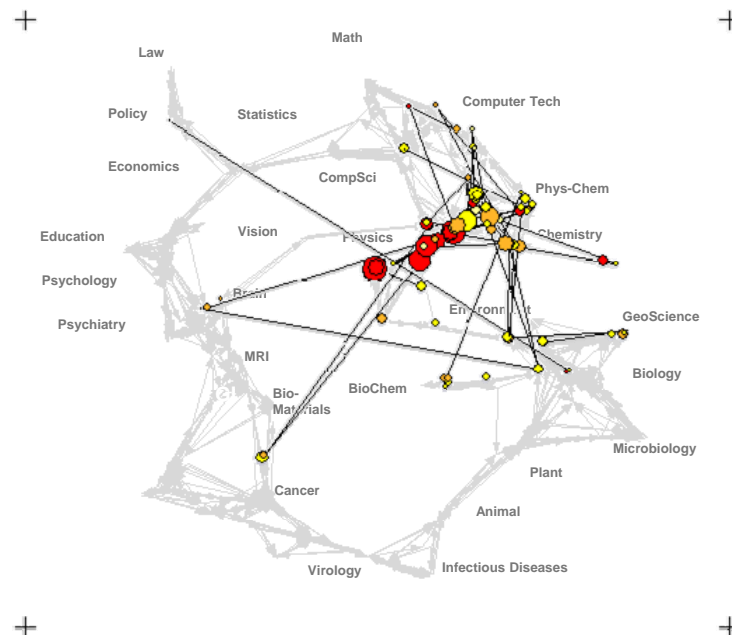 Math
Law
Computer Tech
Policy
Statistics
Economics
CompSci
Phys-Chem
Vision
Physics
Chemistry
Education
Psychology
Brain
Environment
GeoScience
Psychiatry
MRI
BioChem
Biology
Bio-
Materials
Microbiology
Plant
Cancer
Animal
Infectious Diseases
Virology